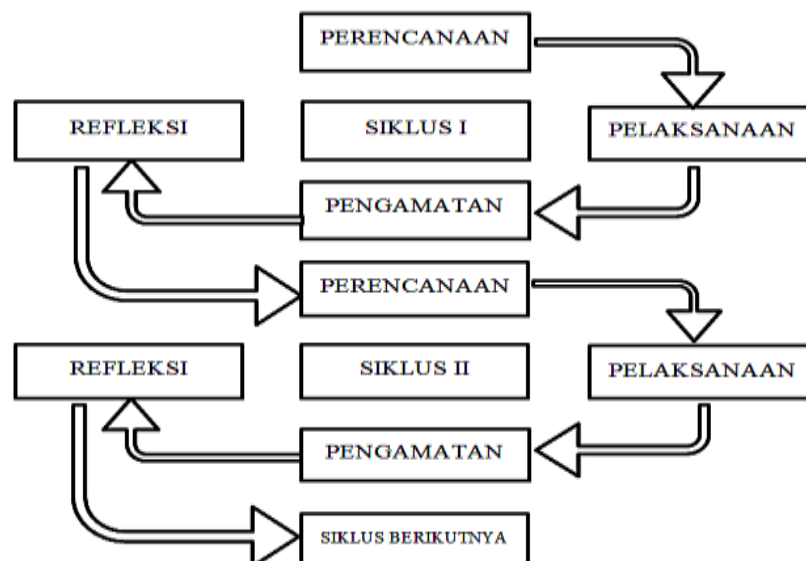 PERENCANAAN
REFLEKSI
SIKLUS I
PELAKSANAAN
PENGAMATAN
PERENCANAAN
REFLEKSI
SIKLUS II
PELAKSANAAN
PENGAMATAN
SIKLUS BERIKUTNYA